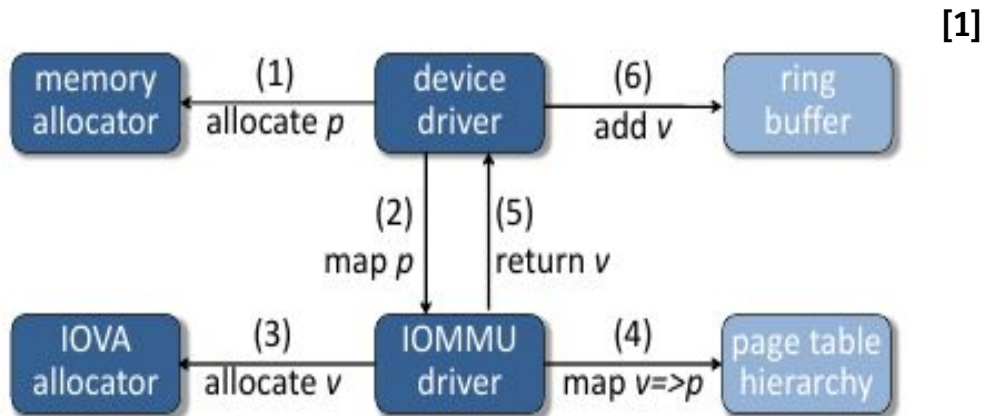 [1]
memory
allocator
(1)
allocate p
device
driver
(6)
add v
ring
buffer
(2)
map p
(5)
return v
IOVA
allocator
(3)
allocate v
IOMMU
driver
(4)
map v=>p
page table
hierarchy